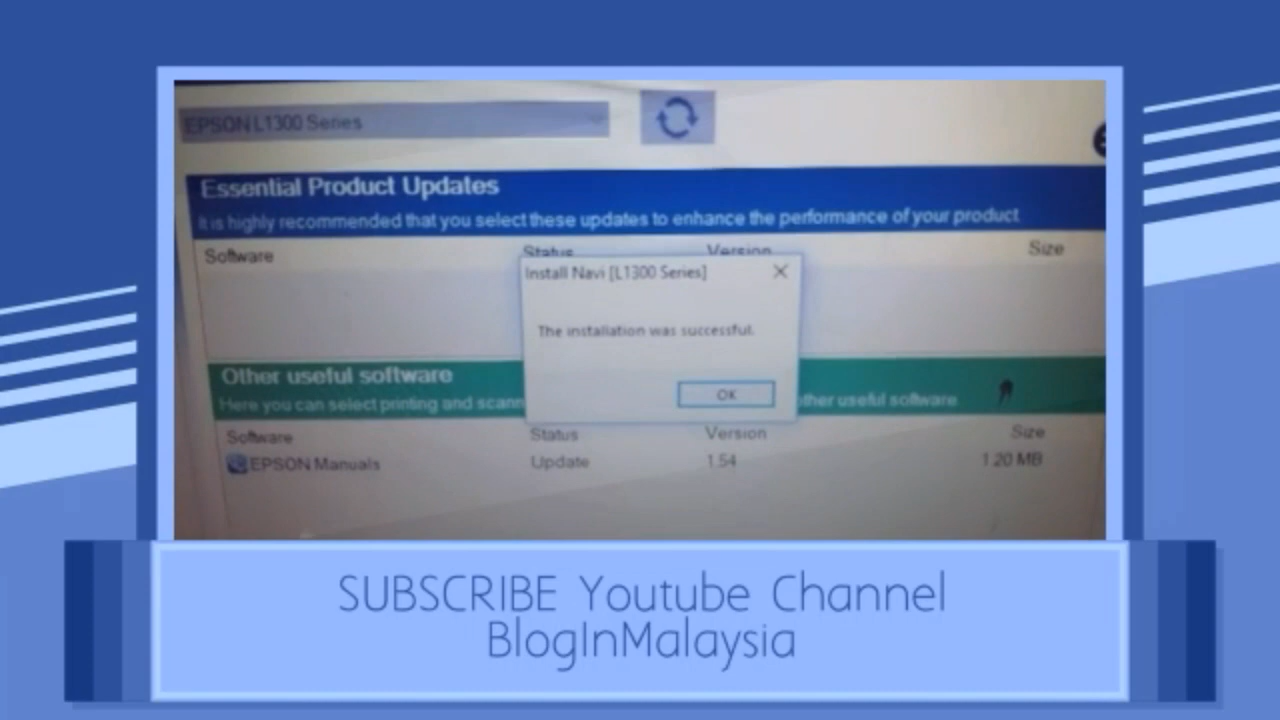 EPSON L1300 Series
Essential Product Updates
It is highly recommended that you select these updates to enhance the performance of your product
Software Status Version Size
Install Navi [L1300 Series]
The installation was successful.
OK
Other useful software
Here you can select printing and scann other useful software
Software Status Version Size
EPSON Manuals Update 1.54 1.20 MB
SUBSCRIBE Youtube Channel
BlogInMalaysia